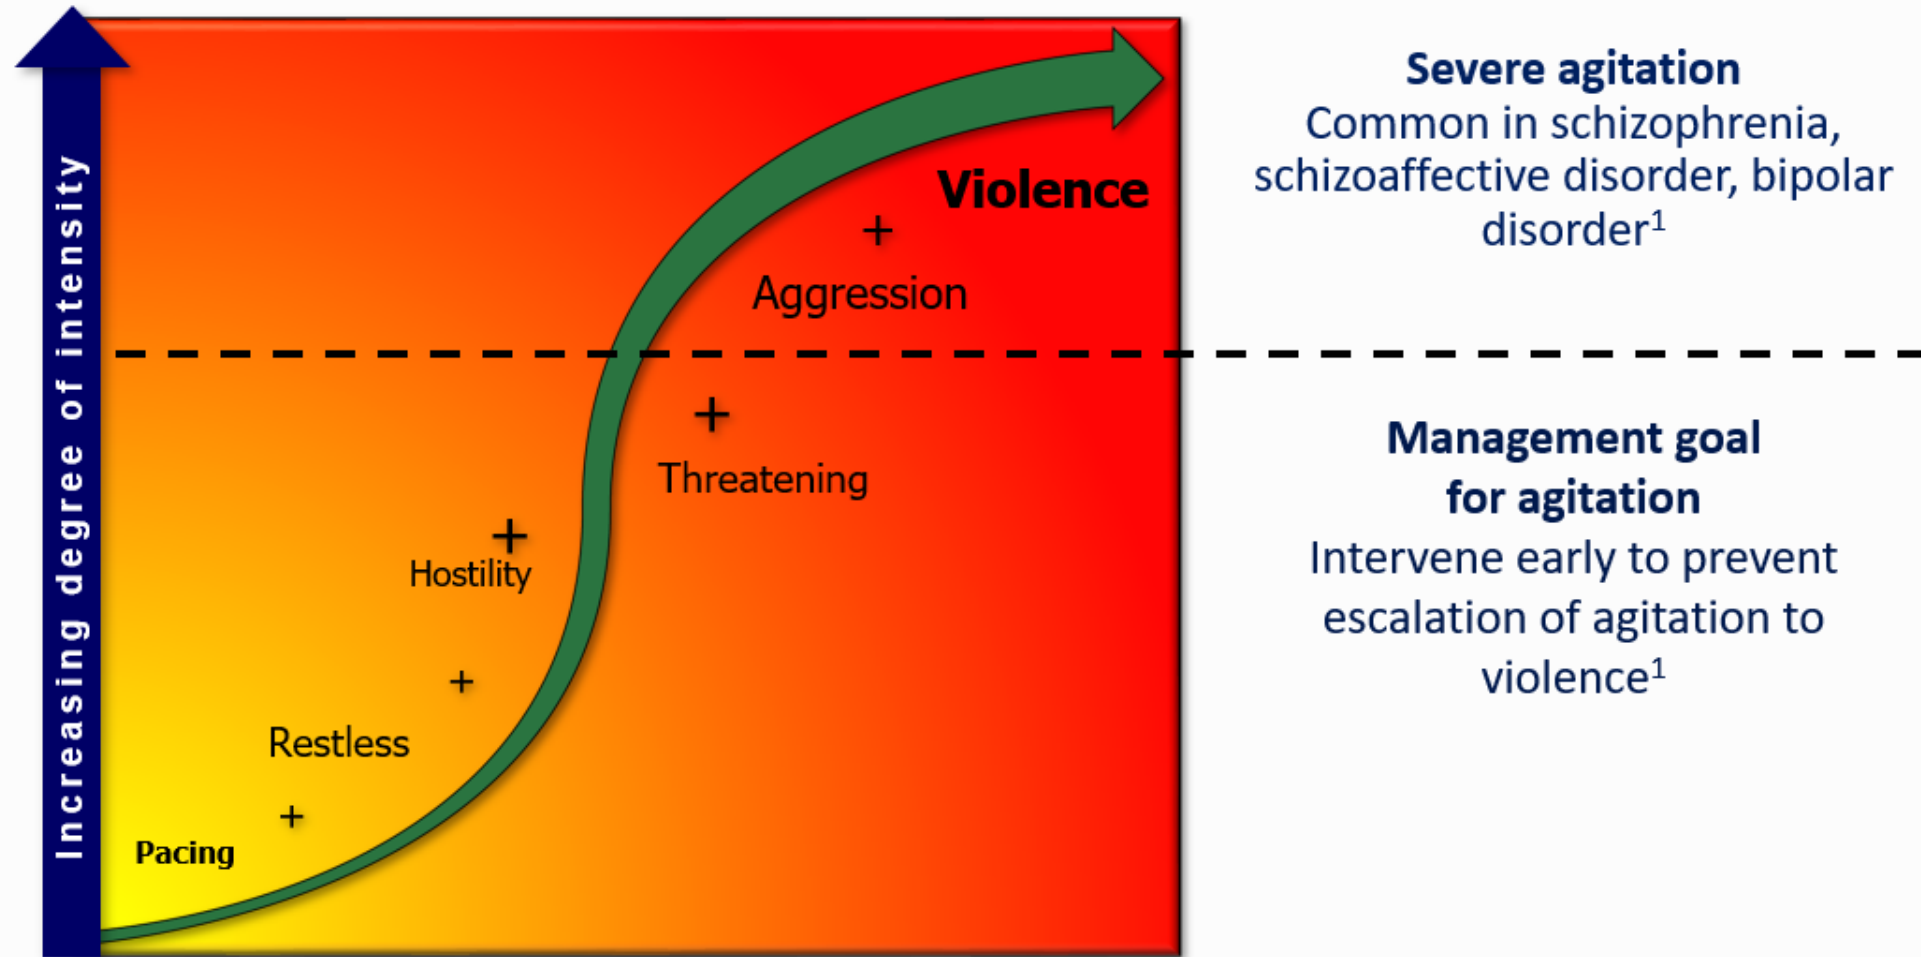 Increasing degree of intensity
Violence
+
Aggression
+
Threatening
+
Hostility
+
Restless
+
Pacing
Severe agitation
Common in schizophrenia,
schizoaffective disorder, bipolar
disorder¹
Management goal
for agitation
Intervene early to prevent
escalation of agitation to
violence¹